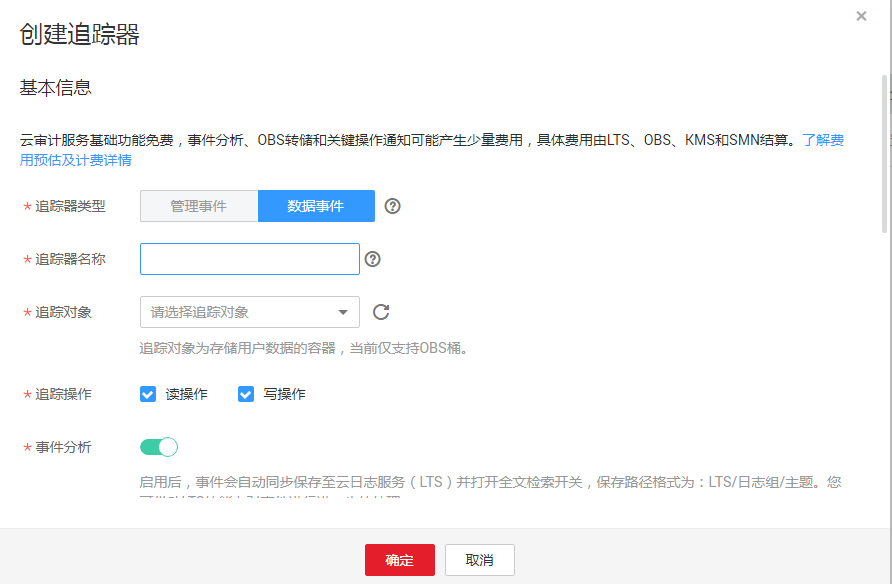 创建追踪器
基本信息
云审计服务基础功能免费，事件分析、OBS转储和关键操作通知可能产生少量费用，具体费用由LTS、OBS、KMS和SMN结算。了解费
用预估及计费详情
* 追踪器类型 管理事件 数据事件
* 追踪器名称
* 追踪对象 请选择追踪对象
追踪对象为存储用户数据的容器，当前仅支持OBS桶。
* 追踪操作 读操作 写操作
* 事件分析
启用后，事件会自动同步保存至云日志服务（LTS）并打开全文检索开关，保存路径格式为：LTS/日志组/主题。您
确定 取消